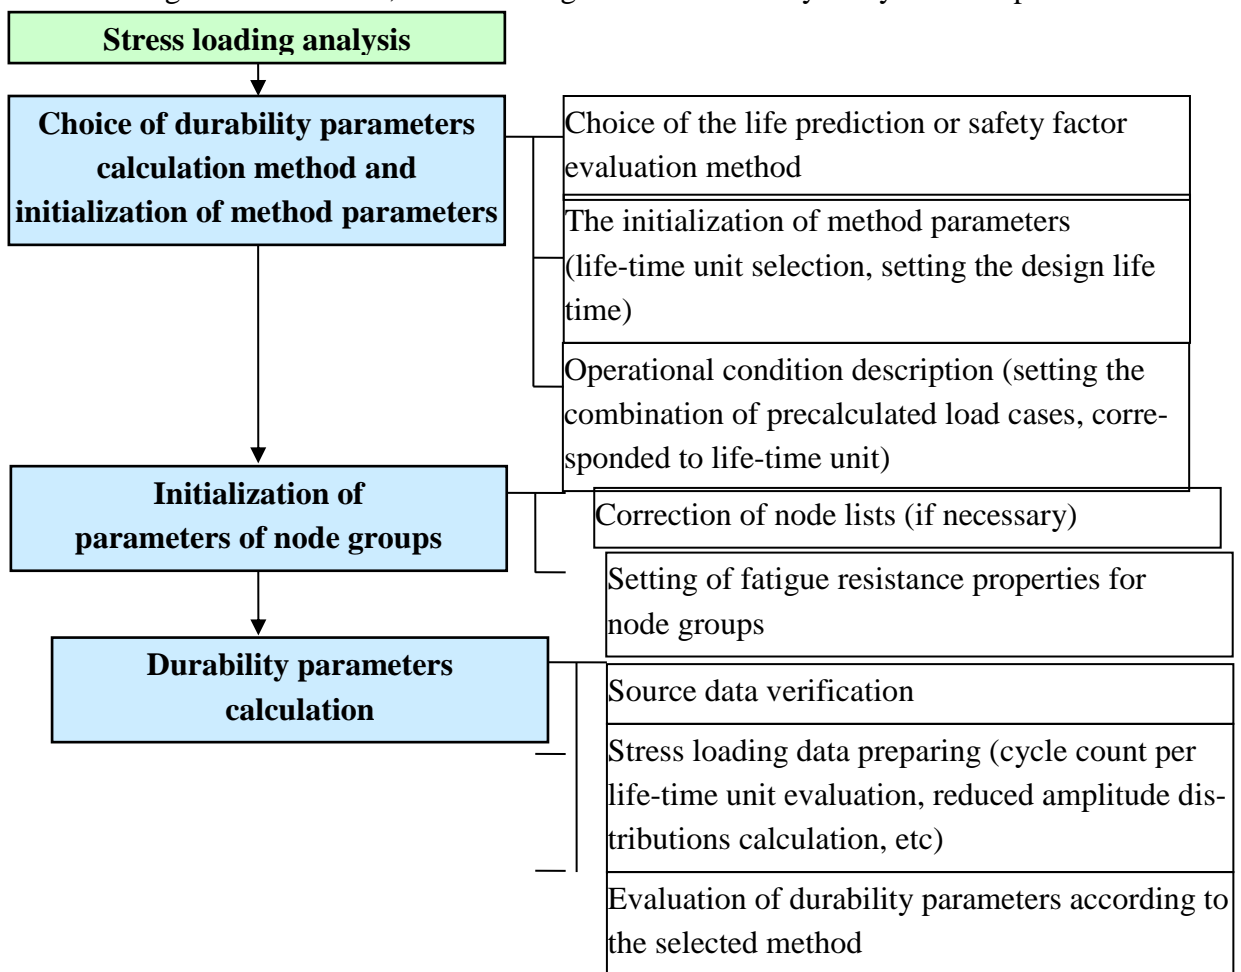 Stress loading analysis
Choice of durability parameters
calculation method and
initialization of method parameters
Choice of the life prediction or safety factor
evaluation method
The initialization of method parameters
(life-time unit selection, setting the design life
time)
Operational condition description (setting the
combination of precalculated load cases, corre-
sponded to life-time unit)
Initialization of
parameters of node groups
Correction of node lists (if necessary)
Setting of fatigue resistance properties for
node groups
Durability parameters
calculation
Source data verification
Stress loading data preparing (cycle count per
life-time unit evaluation, reduced amplitude dis-
tributions calculation, etc)
Evaluation of durability parameters according to
the selected method